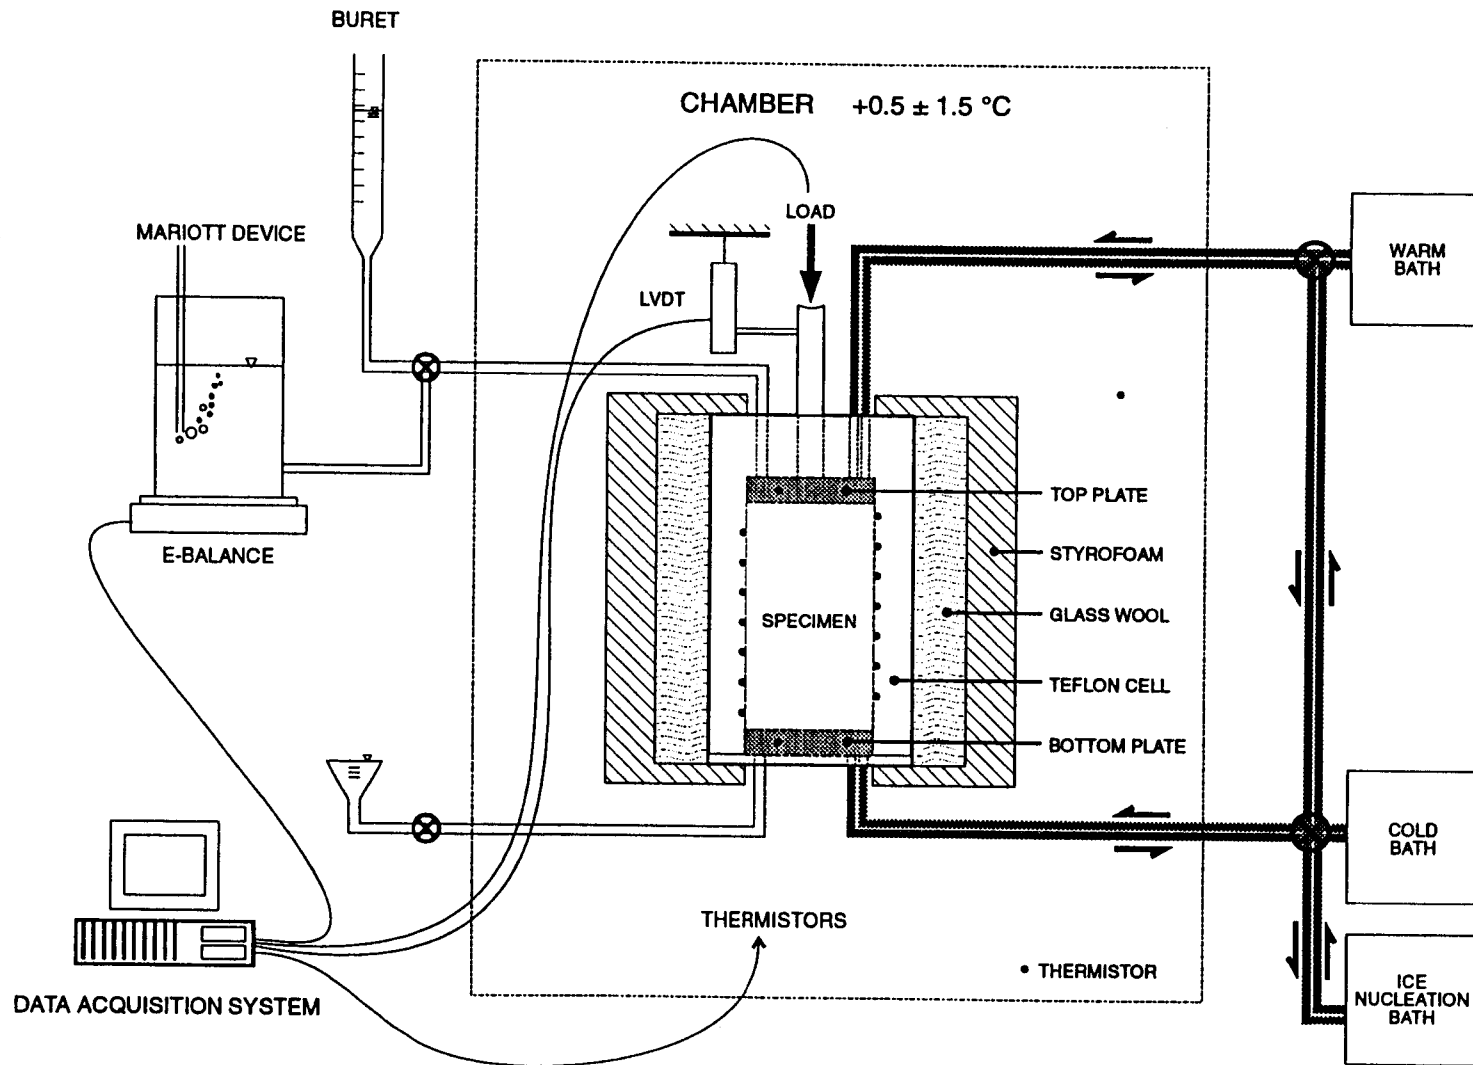 BURET
CHAMBER +0.5 ± 1.5 °C
MARIOTT DEVICE
LOAD
LVDT
WARM
BATH
E-BALANCE
TOP PLATE
STYROFOAM
GLASS WOOL
SPECIMEN
TEFLON CELL
BOTTOM PLATE
COLD
BATH
THERMISTORS
• THERMISTOR
DATA ACQUISITION SYSTEM
ICE
NUCLEATION
BATH